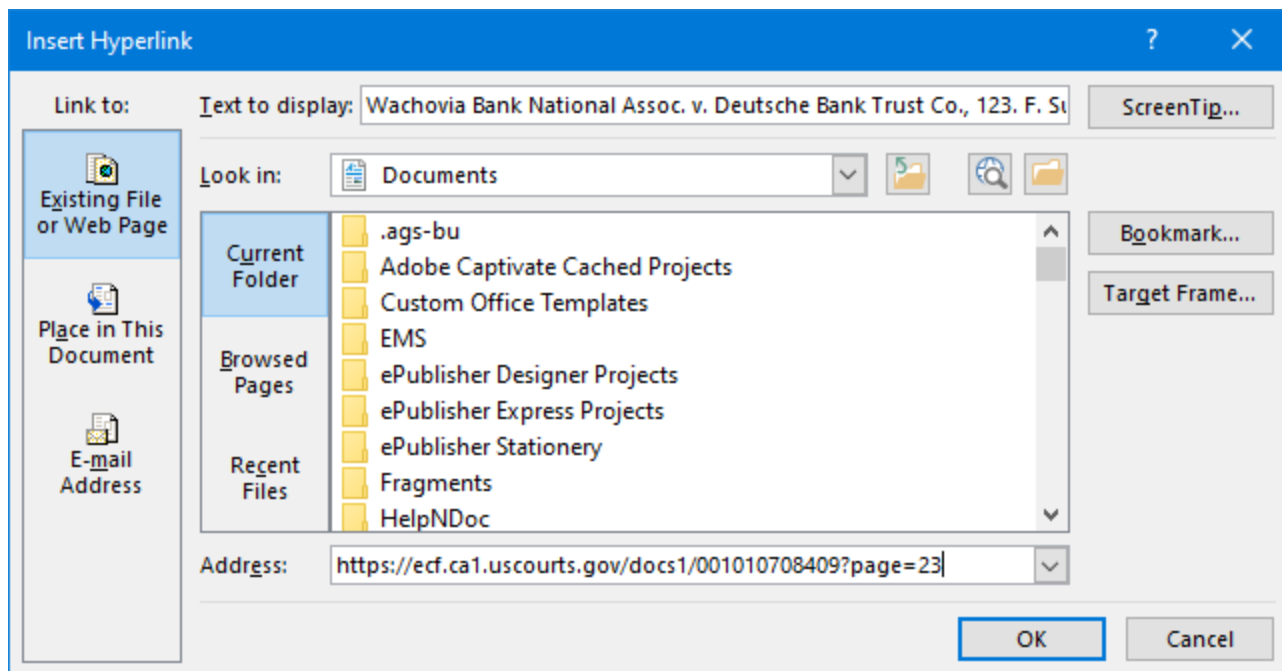 Insert Hyperlink
? ×
Link to:
Text to display: Wachovia Bank National Assoc. v. Deutsche Bank Trust Co., 123. F. Su
ScreenTip...
Existing File
or Web Page
Look in: Documents
Current
Folder
.ags-bu
Adobe Captivate Cached Projects
Custom Office Templates
EMS
ePublisher Designer Projects
ePublisher Express Projects
ePublisher Stationery
Fragments
HelpNDoc
Bookmark...
Target Frame...
Place in This
Document
Browsed
Pages
E-mail
Address
Recent
Files
Address: https://ecf.ca1.uscourts.gov/docs1/001010708409?page=23
OK Cancel